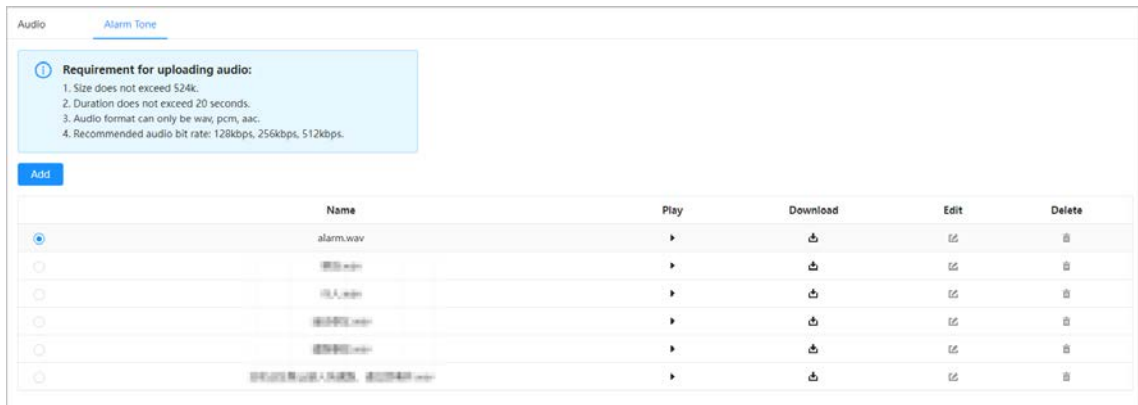 Audio Alarm Tone
Requirement for uploading audio:
1. Size does not exceed 524k.
2. Duration does not exceed 20 seconds.
3. Audio format can only be wav, pcm, aac.
4. Recommended audio bit rate: 128kbps, 256kbps, 512kbps.
Add
Name Play Download Edit Delete
alarm.wav